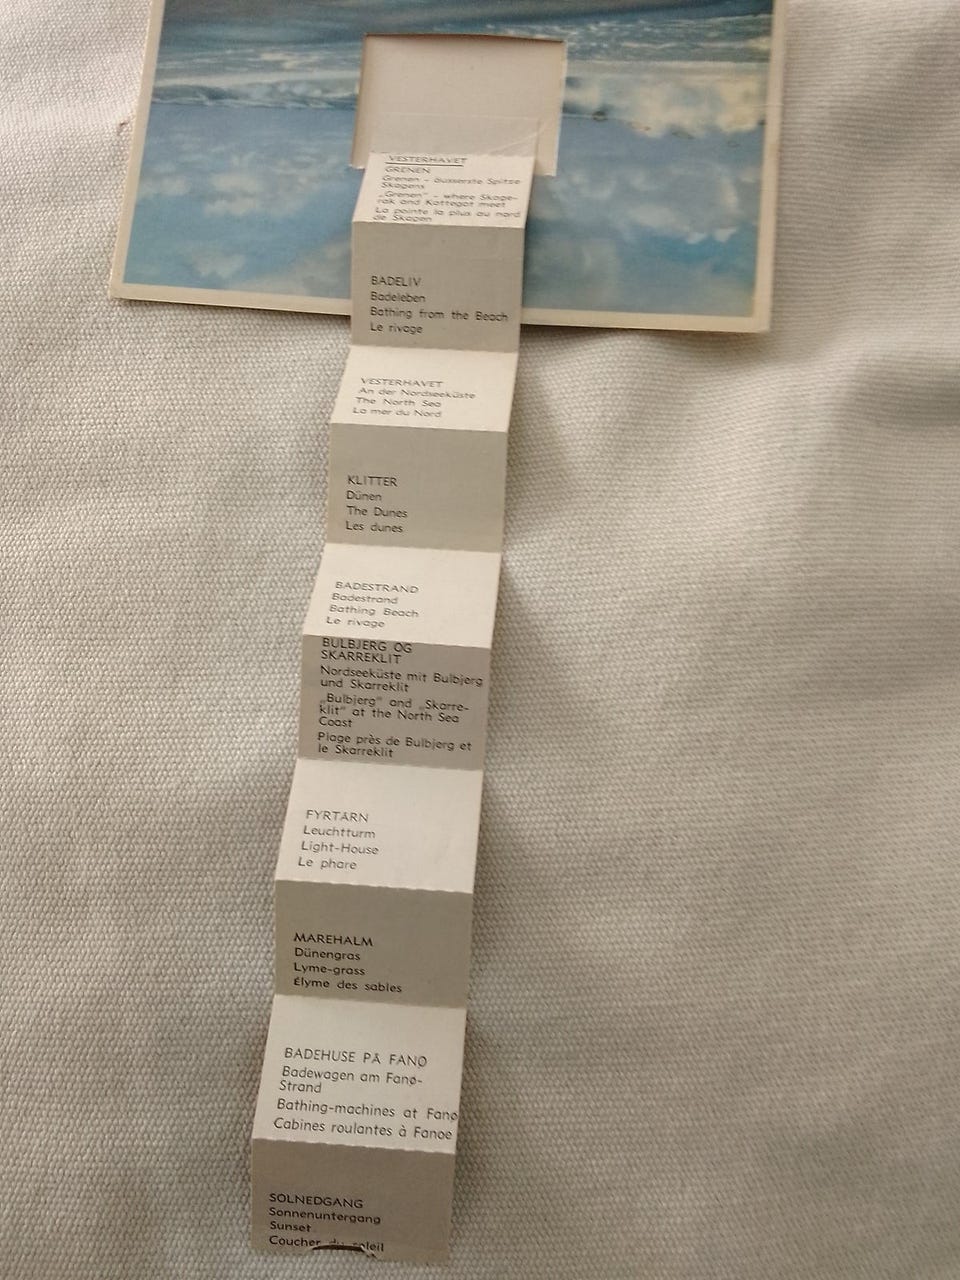 VESTERHAVET
GRENEN
Grenen - äusserste Spitze
Skagens
„Grenen" - where Skage-
rak and Kattegat meet
La pointe la plus au nord
de Skagen
BADELIV
Badeleben
Bathing from the Beach
Le rivage
VESTERHAVET
An der Nordseeküste
The North Sea
La mer du Nord
KLITTER
Dünen
The Dunes
Les dunes
BADESTRAND
Badestrand
Bathing Beach
Le rivage
BULBJERG OG
SKARREKLIT
Nordseeküste mit Bulbjerg
und Skarreklit
„Bulbjerg" and „Skarre-
klit" at the North Sea
Coast
Plage près de Bulbjerg et
le Skarreklit
FYRTÅRN
Leuchtturm
Light-House
Le phare
MAREHALM
Dünengras
Lyme-grass
Élyme des sables
BADEHUSE PÅ FANØ
Badewagen am Fanø-
Strand
Bathing-machines at Fanø
Cabines roulantes à Fanoe
SOLNEDGANG
Sonnenuntergang
Sunset
Coucher du soleil